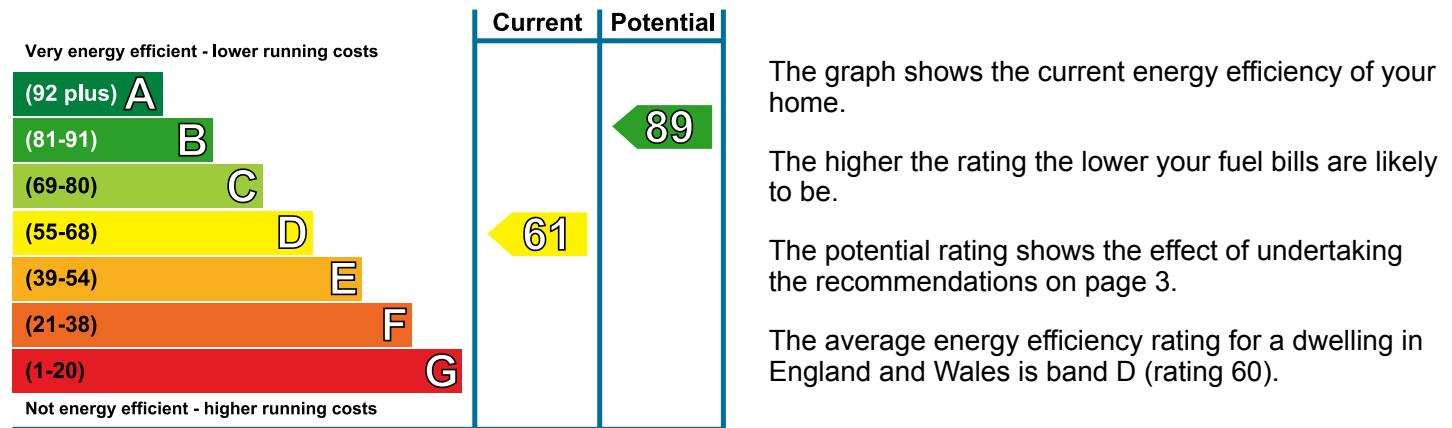 Current Potential
Very energy efficient - lower running costs
(92 plus) A
(81-91) B
89
(69-80) C
(55-68) D
61
(39-54) E
(21-38) F
(1-20) G
Not energy efficient - higher running costs
The graph shows the current energy efficiency of your
home.
The higher the rating the lower your fuel bills are likely
to be.
The potential rating shows the effect of undertaking
the recommendations on page 3.
The average energy efficiency rating for a dwelling in
England and Wales is band D (rating 60).